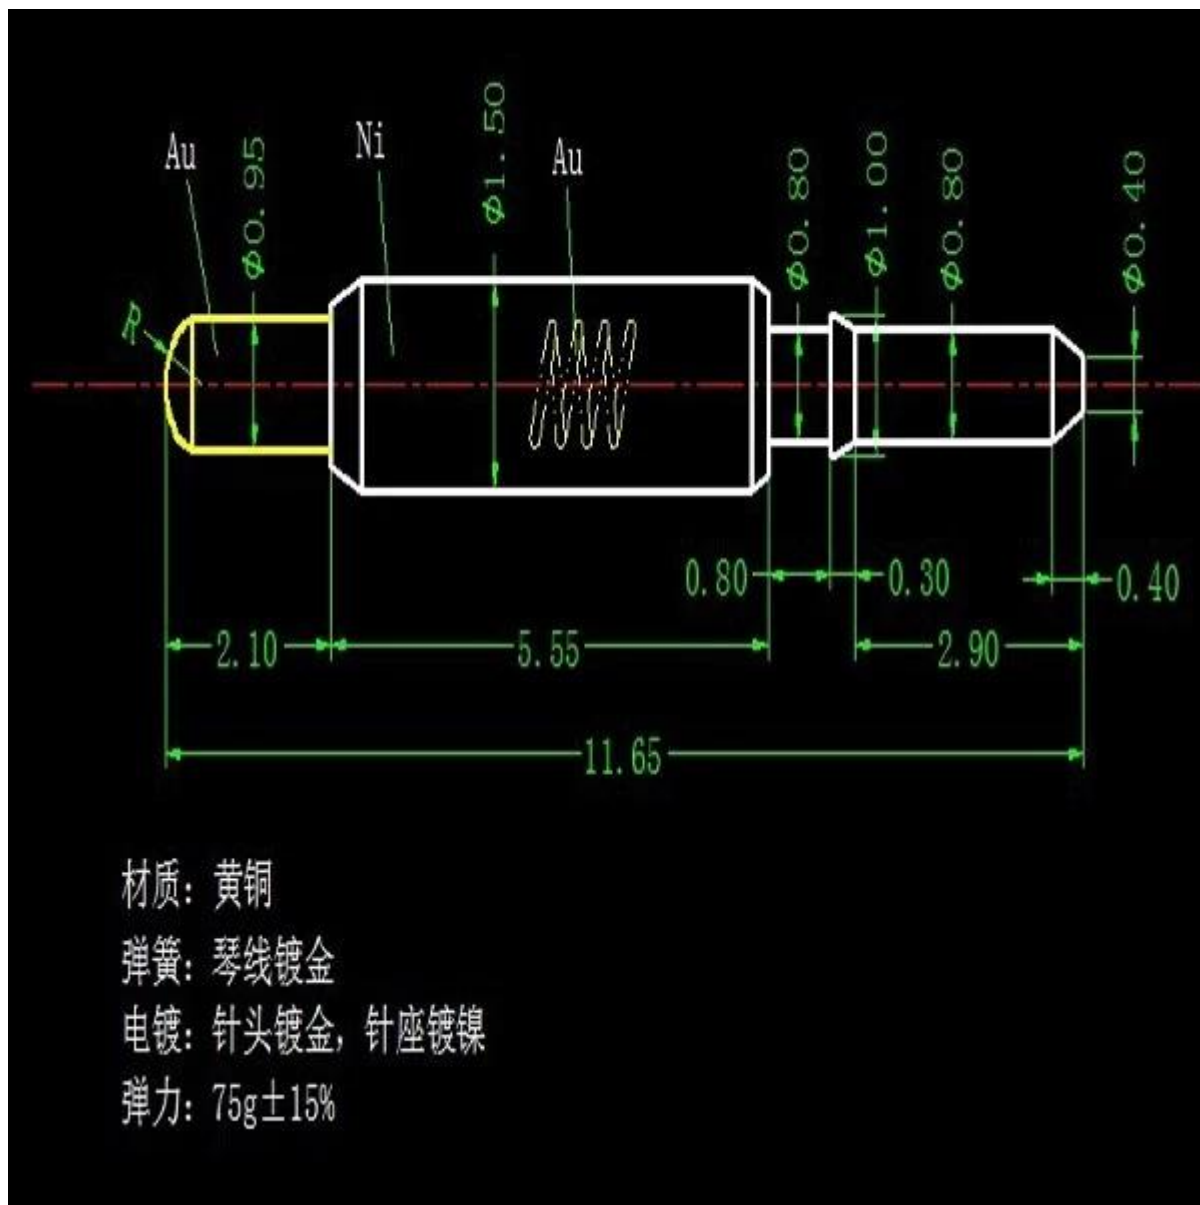 Au
Ni
Au
Φ0.95
Φ1.50
Φ0.80
Φ1.00
Φ0.80
Φ0.40
R
0.80
0.30
0.40
2.10
5.55
2.90
11.65
材质: 黄铜
弹簧: 琴线镀金
电镀: 针头镀金, 针座镀镍
弹力: 75g±15%